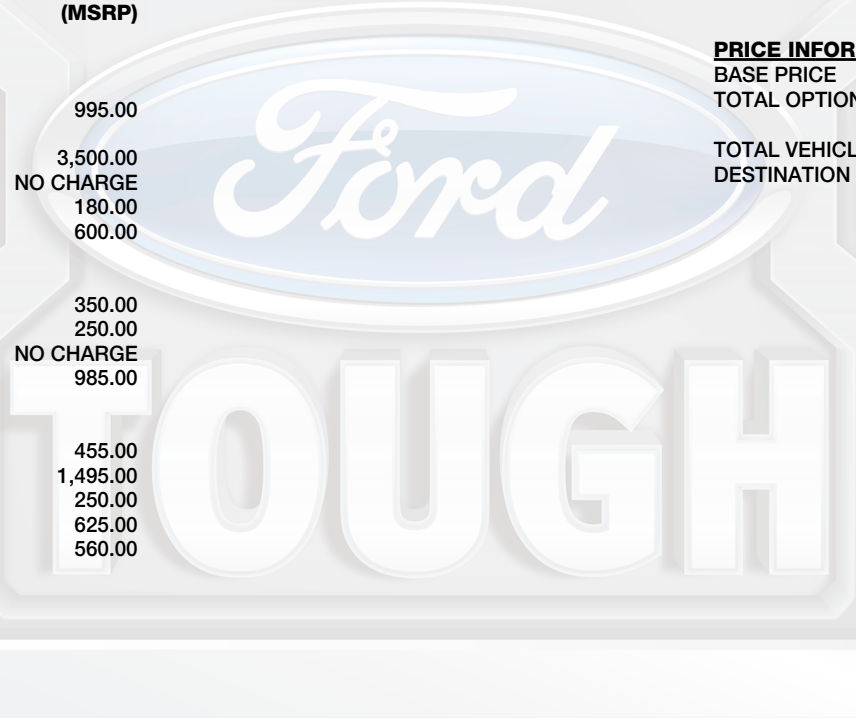 (MSRP)
995.00
3,500.00
NO CHARGE
180.00
600.00
350.00
250.00
NO CHARGE
985.00
455.00
1,495.00
250.00
625.00
560.00
PRICE INFOR
BASE PRICE
TOTAL OPTION
TOTAL VEHICL
DESTINATION
Ford
TOUGH